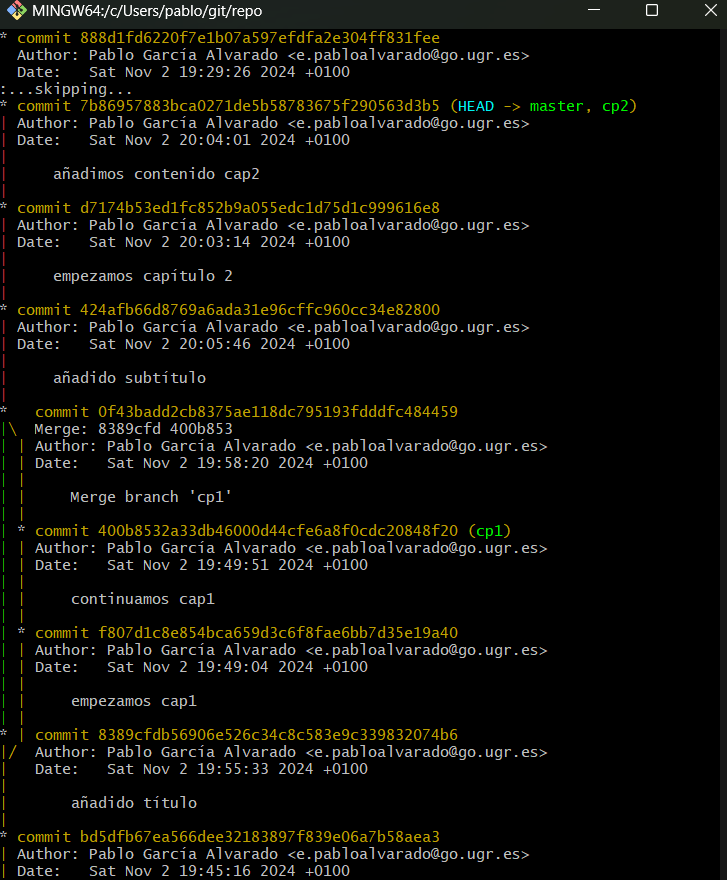 MINGW64:/c/Users/pablo/git/repo
* commit 888d1fd6220f7e1b07a597efdfa2e304ff831fee
Author: Pablo García Alvarado <e.pabloalvarado@go.ugr.es>
Date:   Sat Nov 2 19:29:26 2024 +0100
:...skipping...
* commit 7b86957883bca0271de5b58783675f290563d3b5 (HEAD -> master, cp2)
| Author: Pablo García Alvarado <e.pabloalvarado@go.ugr.es>
| Date:   Sat Nov 2 20:04:01 2024 +0100
|
|     añadimos contenido cap2
|
* commit d7174b53ed1fc852b9a055edc1d75d1c999616e8
| Author: Pablo García Alvarado <e.pabloalvarado@go.ugr.es>
| Date:   Sat Nov 2 20:03:14 2024 +0100
|
|     empezamos capítulo 2
|
* commit 424afb66d8769a6ada31e96cffc960cc34e82800
| Author: Pablo García Alvarado <e.pabloalvarado@go.ugr.es>
| Date:   Sat Nov 2 20:05:46 2024 +0100
|
|     añadido subtítulo
|
*   commit 0f43badd2cb8375ae118dc795193fdddfc484459
|\  Merge: 8389cfd 400b853
| | Author: Pablo García Alvarado <e.pabloalvarado@go.ugr.es>
| | Date:   Sat Nov 2 19:58:20 2024 +0100
| |
| |     Merge branch 'cp1'
| |
| * commit 400b8532a33db46000d44cfe6a8f0cdc20848f20 (cp1)
| | Author: Pablo García Alvarado <e.pabloalvarado@go.ugr.es>
| | Date:   Sat Nov 2 19:49:51 2024 +0100
| |
| |     continuamos cap1
| |
| * commit f807d1c8e854bca659d3c6f8fae6bb7d35e19a40
| | Author: Pablo García Alvarado <e.pabloalvarado@go.ugr.es>
| | Date:   Sat Nov 2 19:49:04 2024 +0100
| |
| |     empezamos cap1
| |
* | commit 8389cfdb56906e526c34c8c583e9c339832074b6
|/  Author: Pablo García Alvarado <e.pabloalvarado@go.ugr.es>
|   Date:   Sat Nov 2 19:55:33 2024 +0100
|
|       añadido título
|
* commit bd5dfb67ea566dee32183897f839e06a7b58aea3
| Author: Pablo García Alvarado <e.pabloalvarado@go.ugr.es>
| Date:   Sat Nov 2 19:45:16 2024 +0100